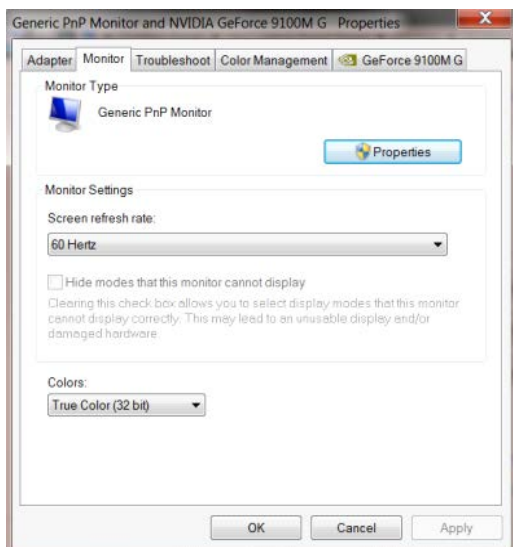 Generic PnP Monitor and NVIDIA GeForce 9100M G Properties
Adapter Monitor Troubleshoot Color Management GeForce 9100M G
Monitor Type
Generic PnP Monitor
Properties
Monitor Settings
Screen refresh rate:
60 Hertz
Hide modes that this monitor cannot display
Clearing this check box allows you to select display modes that this monitor
cannot display correctly. This may lead to an unusable display and/or
damaged hardware.
Colors:
True Color (32 bit)
OK Cancel Apply